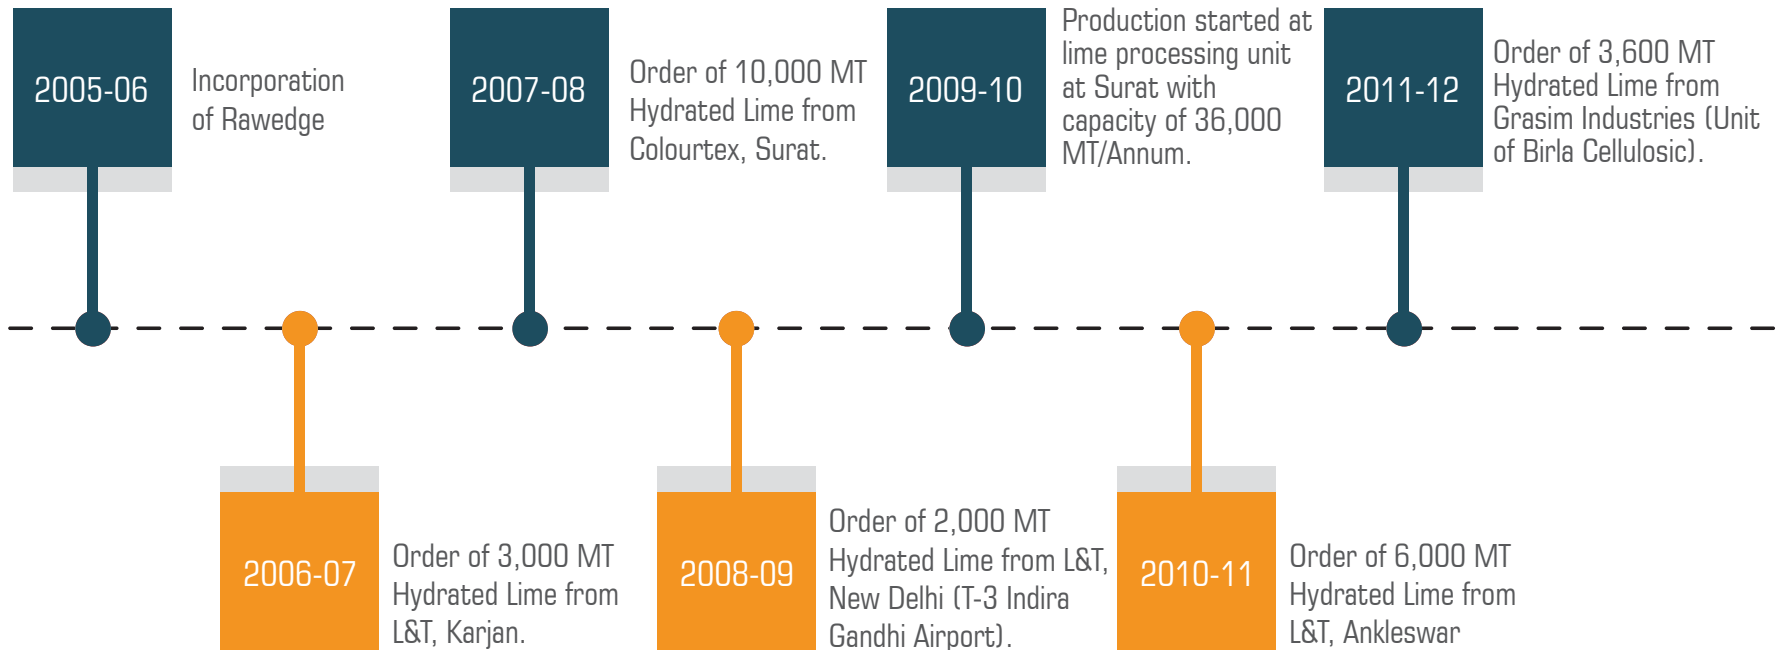 2005-06
Incorporation
of Rawedge
2006-07
Order of 3,000 MT
Hydrated Lime from
L&T, Karjan.
2007-08
Order of 10,000 MT
Hydrated Lime from
Colourtex, Surat.
2008-09
Order of 2,000 MT
Hydrated Lime from L&T,
New Delhi (T-3 Indira
Gandhi Airport).
2009-10
Production started at
lime processing unit
at Surat with
capacity of 36,000
MT/Annum.
2010-11
Order of 6,000 MT
Hydrated Lime from
L&T, Ankleswar
2011-12
Order of 3,600 MT
Hydrated Lime from
Grasim Industries (Unit
of Birla Cellulosic).